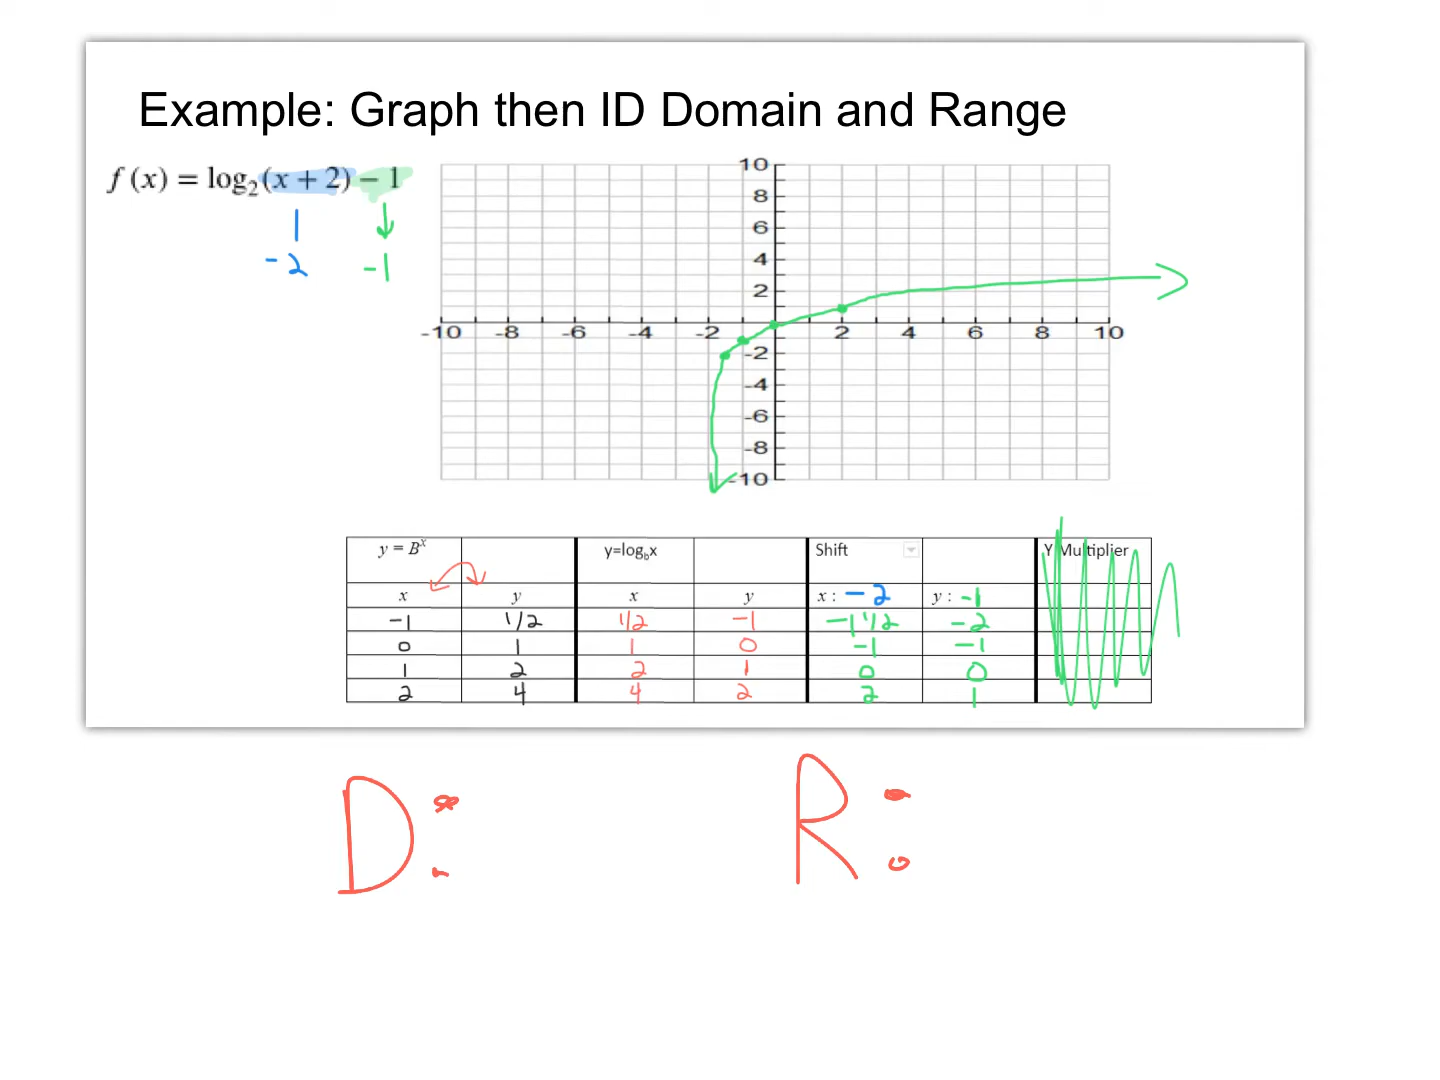 Example: Graph then ID Domain and Range
f (x) = log₂(x + 2) – 1
-2 -1
10
8
6
4
2
-10 -8 -6 -4 -2 2 4 6 8 10
-2
-4
-6
-8
-10
y = Bˣ y=log_b x Shift Y Multiplier
x y x y x : -2 y : -1
-1 1/2 1/2 -1 -1 1/2 -2
0 1 1 0 -1 -1
1 2 2 1 0 0
2 4 4 2 2 1
D: R: